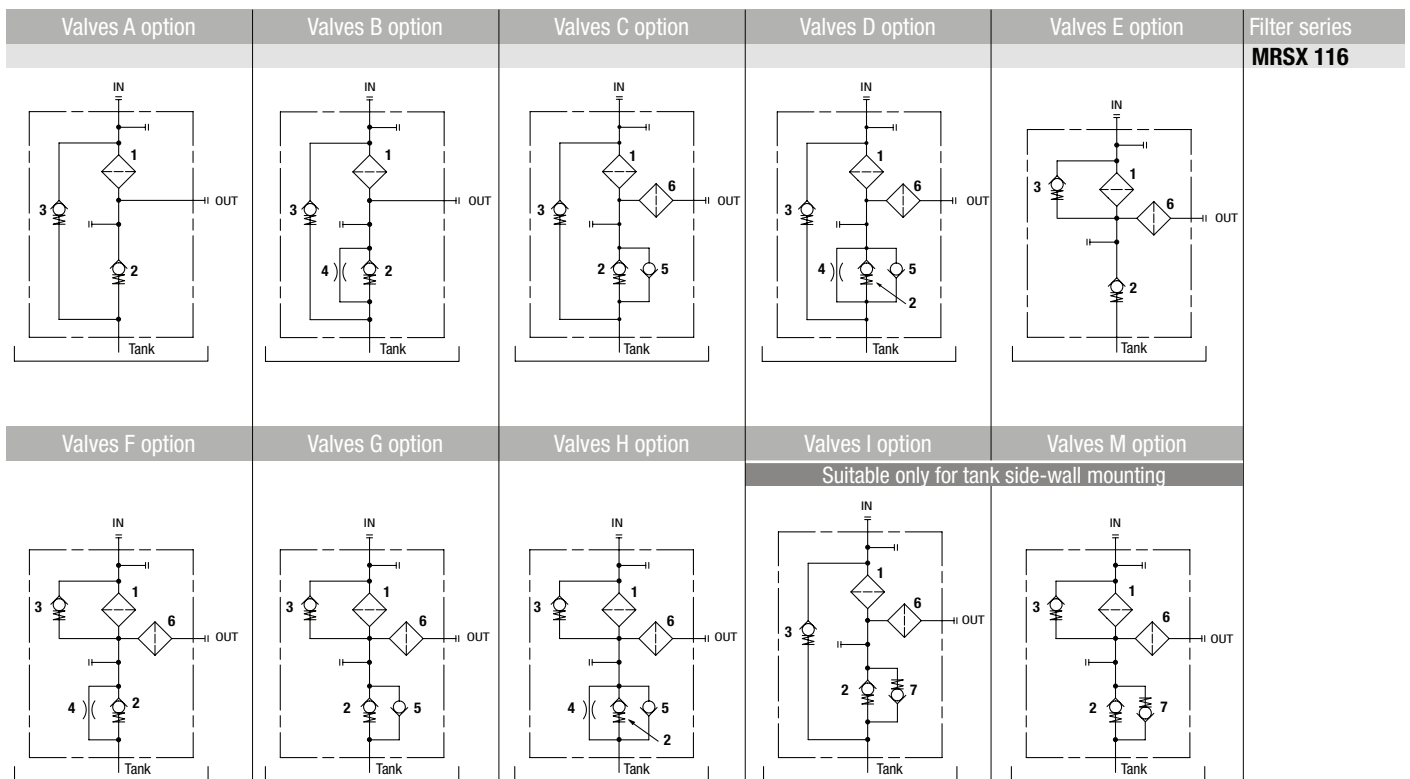 Valves A option
Valves B option
Valves C option
Valves D option
Valves E option
Filter series
MRSX 116
IN
1
3
OUT
2
Tank
IN
1
3
OUT
4
2
Tank
IN
1
6
3
OUT
2
5
Tank
IN
1
6
3
OUT
4
5
2
Tank
IN
1
3
6
OUT
2
Tank
Valves F option
Valves G option
Valves H option
Valves I option
Valves M option
Suitable only for tank side-wall mounting
IN
1
3
6
OUT
4
2
Tank
IN
1
3
6
OUT
2
5
Tank
IN
1
3
6
OUT
4
5
2
Tank
IN
1
6
3
OUT
2
7
Tank
IN
1
3
6
OUT
2
7
Tank